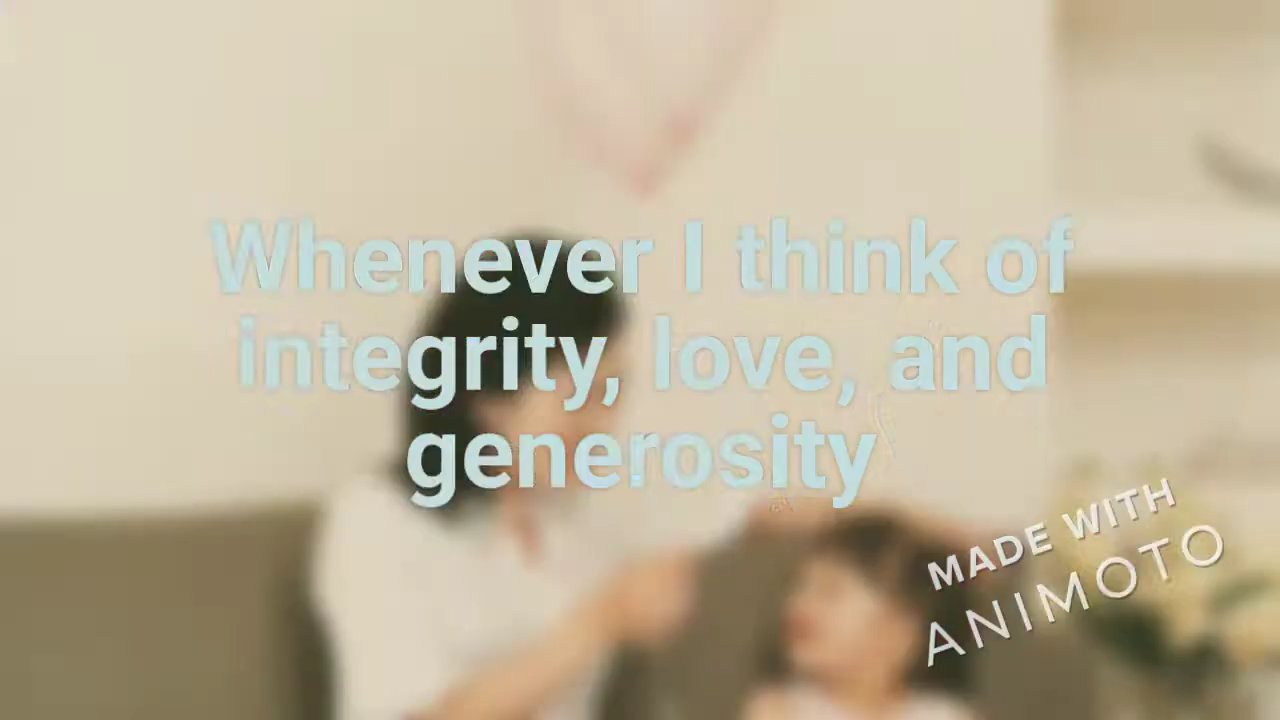 Whenever I think of
integrity, love, and
generosity
MADE WITH
ANIMOTO